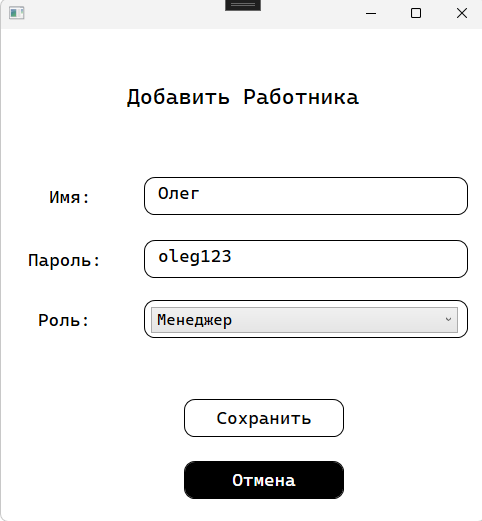 Добавить Работника
Имя: Олег
Пароль: oleg123
Роль: Менеджер
Сохранить
Отмена